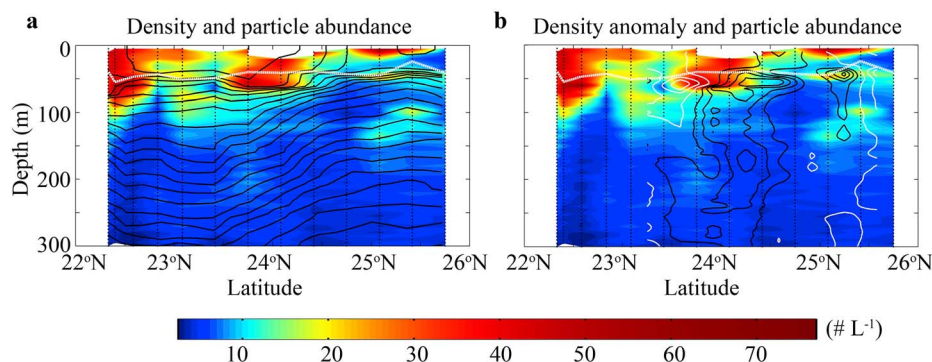 a Density and particle abundance
b Density anomaly and particle abundance
0
100
200
300
Depth (m)
22°N 23°N 24°N 25°N 26°N
22°N 23°N 24°N 25°N 26°N
Latitude
Latitude
10 20 30 40 50 60 70
(# L-1)